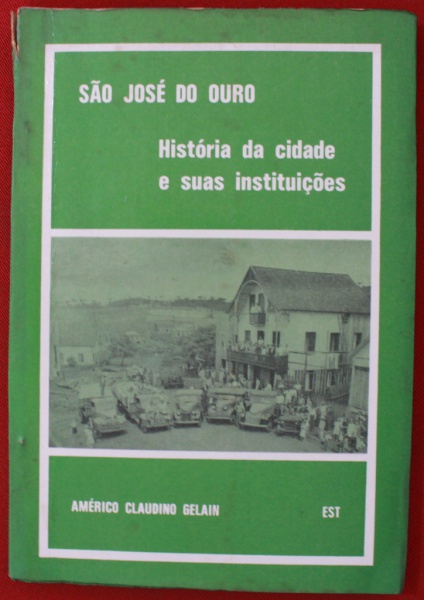 SÃO JOSÉ DO OURO
História da cidade
e suas instituições
AMÉRICO CLAUDINO GELAIN
EST